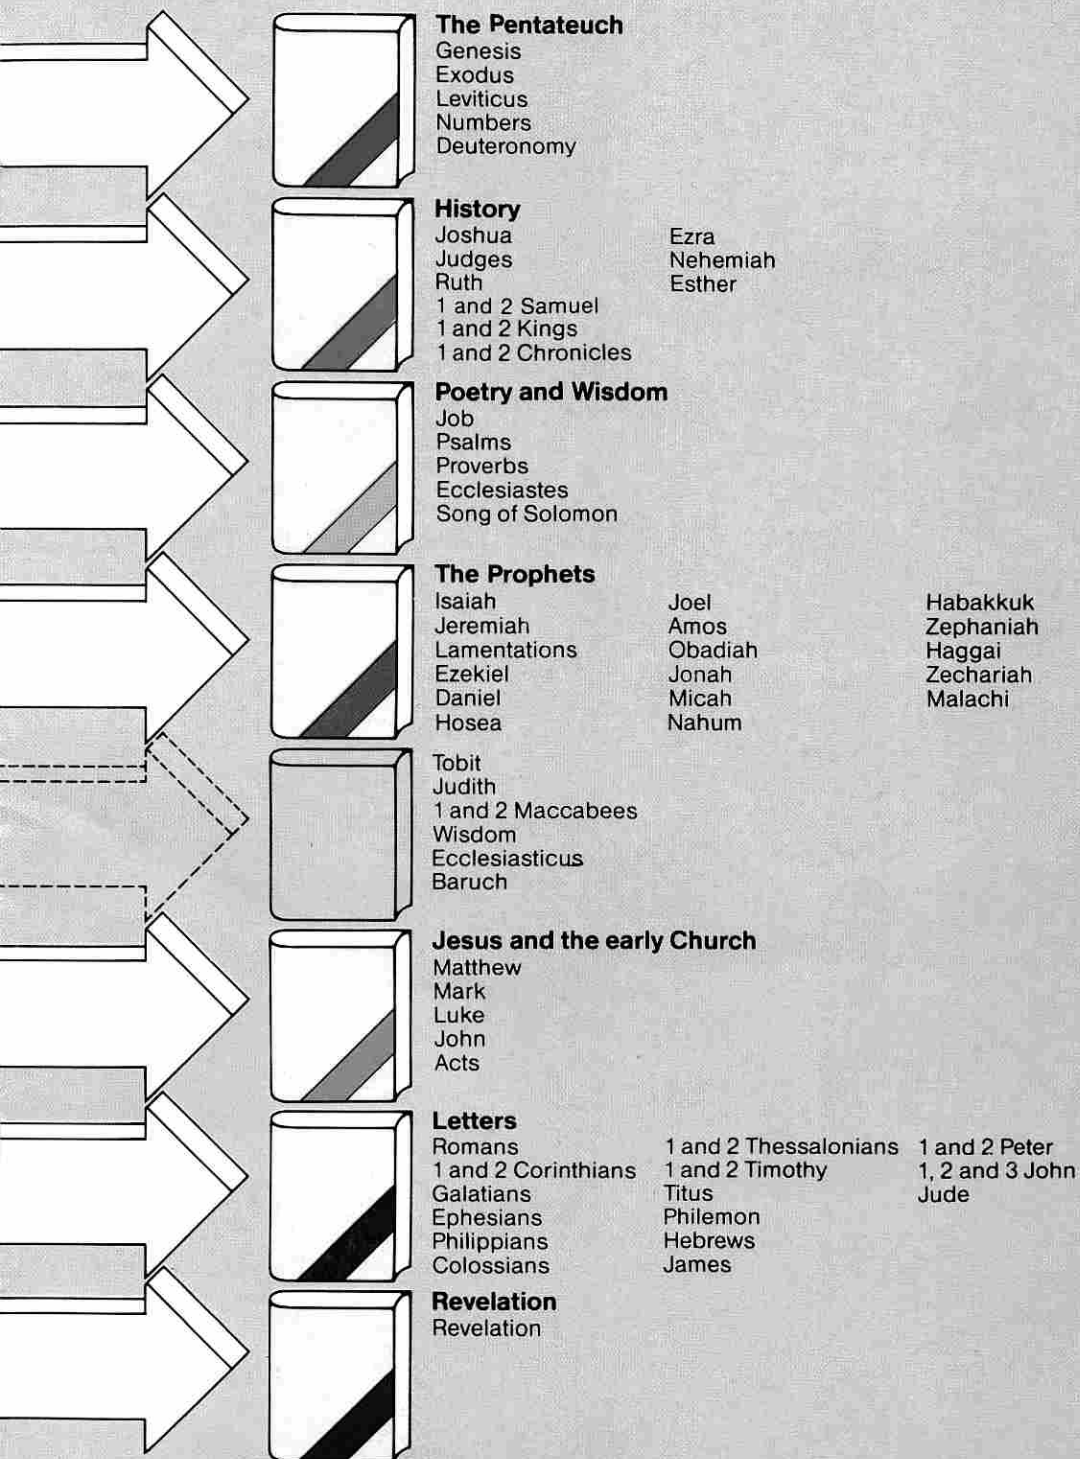 The Pentateuch
Genesis
Exodus
Leviticus
Numbers
Deuteronomy
History
Joshua
Judges
Ruth
1 and 2 Samuel
1 and 2 Kings
1 and 2 Chronicles
Ezra
Nehemiah
Esther
Poetry and Wisdom
Job
Psalms
Proverbs
Ecclesiastes
Song of Solomon
The Prophets
Isaiah
Jeremiah
Lamentations
Ezekiel
Daniel
Hosea
Joel
Amos
Obadiah
Jonah
Micah
Nahum
Habakkuk
Zephaniah
Haggai
Zechariah
Malachi
Tobit
Judith
1 and 2 Maccabees
Wisdom
Ecclesiasticus
Baruch
Jesus and the early Church
Matthew
Mark
Luke
John
Acts
Letters
Romans
1 and 2 Corinthians
Galatians
Ephesians
Philippians
Colossians
1 and 2 Thessalonians
1 and 2 Timothy
Titus
Philemon
Hebrews
James
1 and 2 Peter
1, 2 and 3 John
Jude
Revelation
Revelation